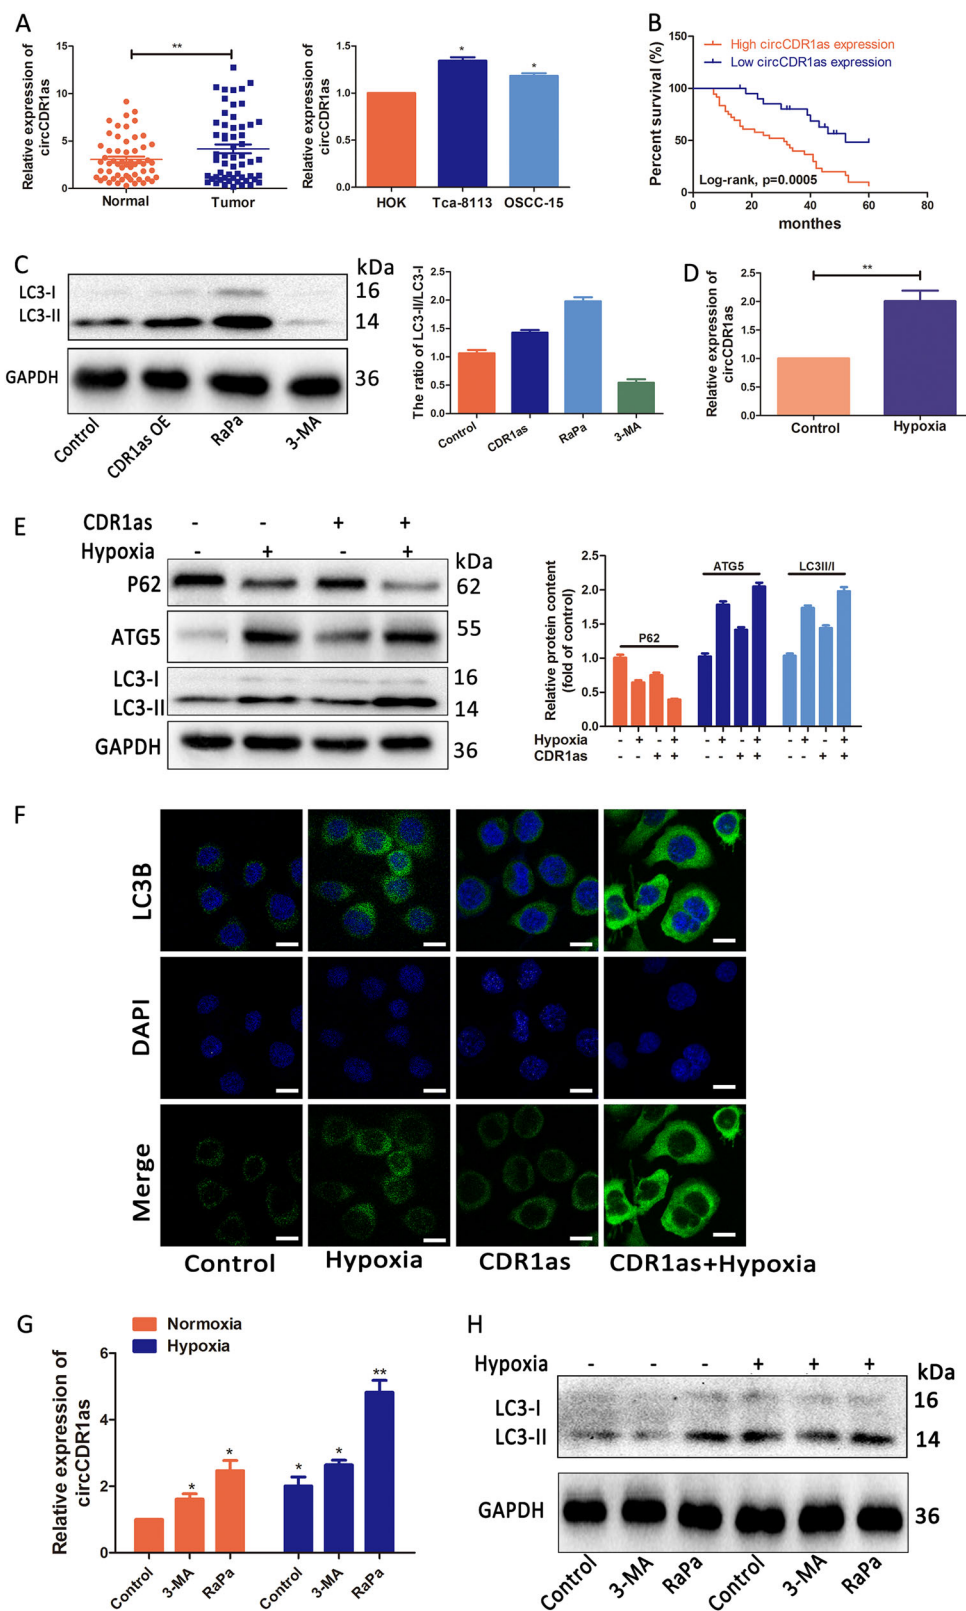 A
Relative expression of
circCDR1as
15
10
5
0
**
Normal
Tumor
Relative expression of
circCDR1as
1.5
1.0
0.5
0.0
*
*
HOK
Tca-8113
OSCC-15
B
Percent survival (%)
150
100
50
0
High circCDR1as expression
Low circCDR1as expression
Log-rank, p=0.0005
0
20
40
60
80
monthes
C
kDa
LC3-I
16
LC3-II
14
GAPDH
36
Control
CDR1as OE
RaPa
3-MA
The ratio of LC3-II/LC3-I
2.5
2.0
1.5
1.0
0.5
0.0
Control
CDR1as
RaPa
3-MA
D
Relative expression of
circCDR1as
2.5
2.0
1.5
1.0
0.5
0.0
**
Control
Hypoxia
E
CDR1as - - + +
Hypoxia - + - +
kDa
P62 62
ATG5 55
LC3-I 16
LC3-II 14
GAPDH 36
Relative protein content
(fold of control)
2.5
2.0
1.5
1.0
0.5
0.0
P62
ATG5
LC3II/I
Hypoxia - + - + - + - + - + - +
CDR1as - - + + - - + + - - + +
F
LC3B
DAPI
Merge
Control
Hypoxia
CDR1as
CDR1as+Hypoxia
G
Normoxia
Hypoxia
Relative expression of
circCDR1as
6
4
2
0
*
*
*
*
**
Control
3-MA
RaPa
Control
3-MA
RaPa
H
Hypoxia - - - + + +
kDa
LC3-I 16
LC3-II 14
GAPDH 36
Control
3-MA
RaPa
Control
3-MA
RaPa